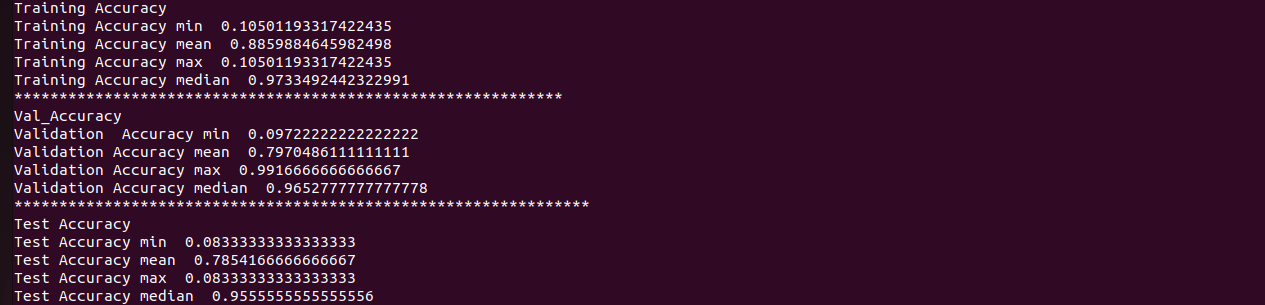 Training Accuracy
Training Accuracy min  0.10501193317422435
Training Accuracy mean  0.8859884645982498
Training Accuracy max  0.10501193317422435
Training Accuracy median  0.9733492442322991
*************************************************************
Val_Accuracy
Validation  Accuracy min  0.09722222222222222
Validation Accuracy mean  0.7970486111111111
Validation Accuracy max  0.9916666666666667
Validation Accuracy median  0.9652777777777778
****************************************************************
Test Accuracy
Test Accuracy min  0.08333333333333333
Test Accuracy mean  0.7854166666666667
Test Accuracy max  0.08333333333333333
Test Accuracy median  0.9555555555555556